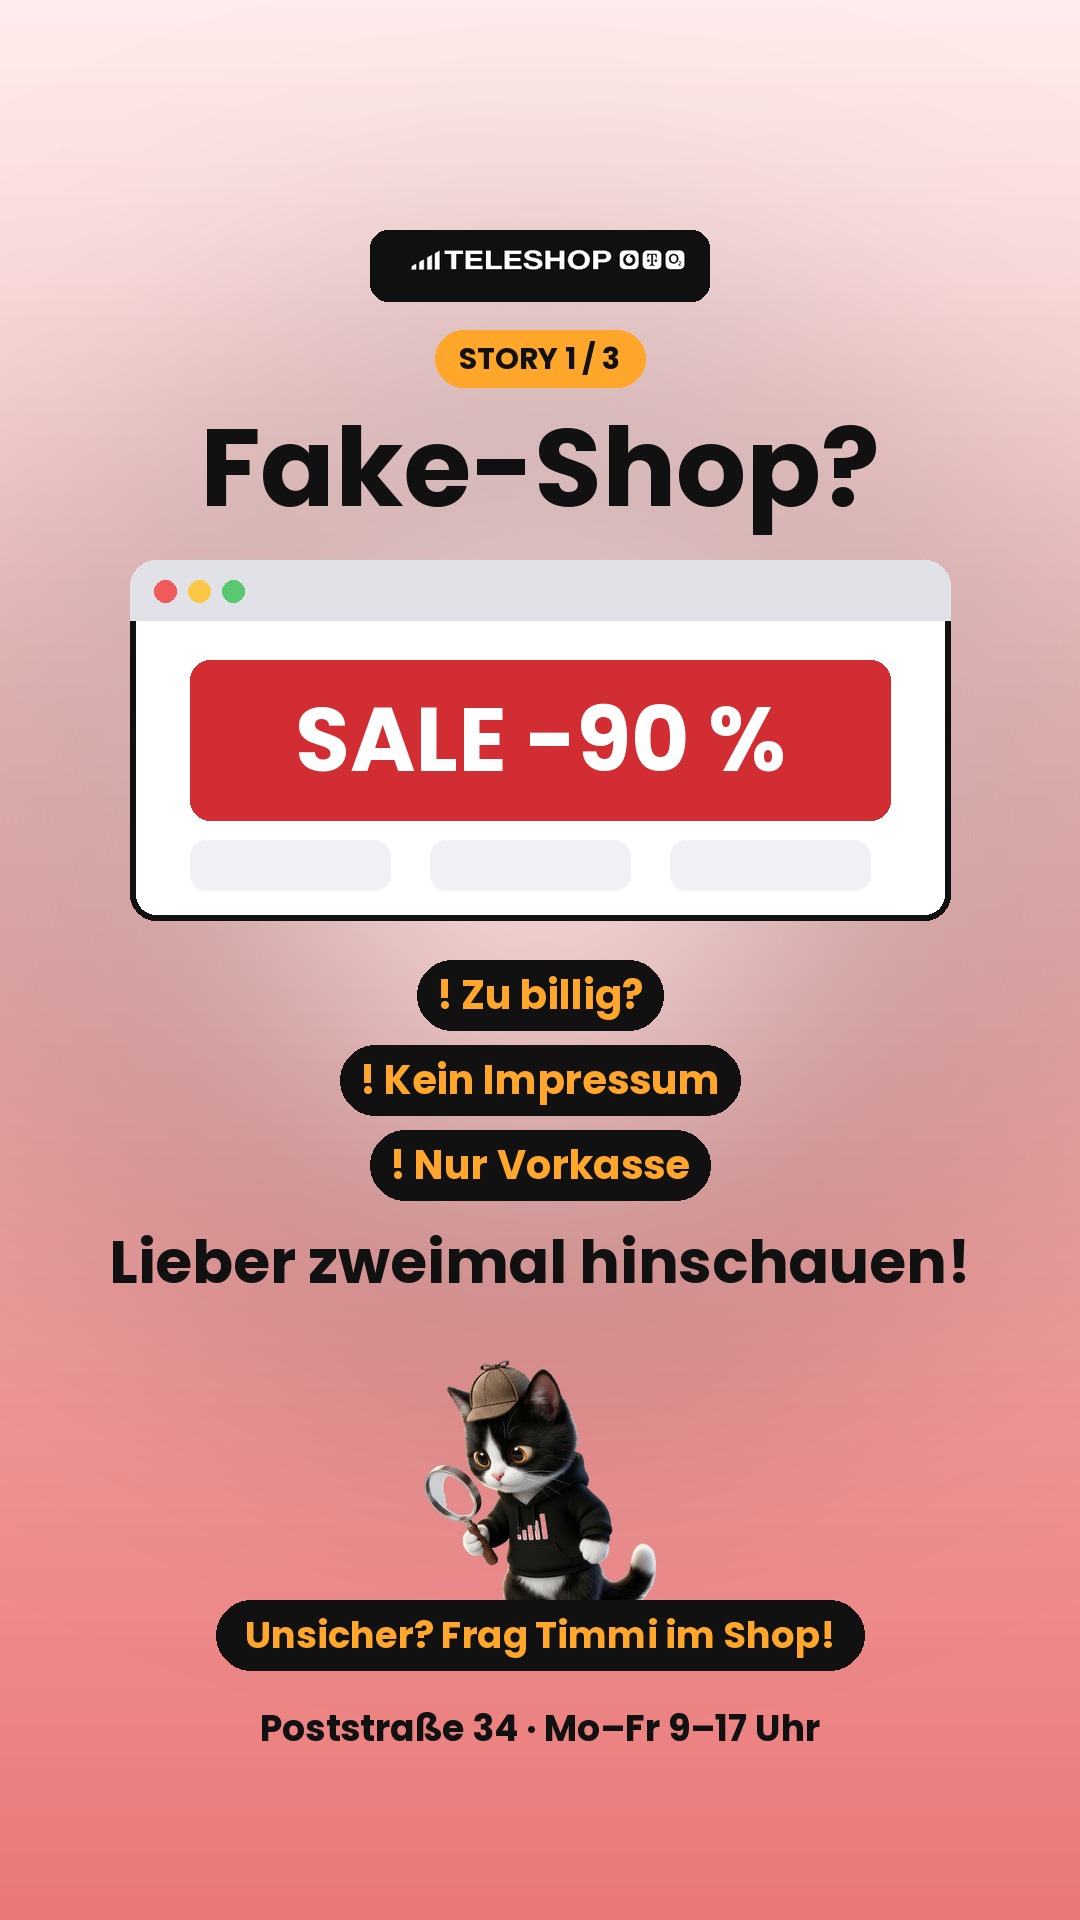 TELESHOP
STORY 1 / 3
Fake-Shop?
SALE -90 %
! Zu billig?
! Kein Impressum
! Nur Vorkasse
Lieber zweimal hinschauen!
Unsicher? Frag Timmi im Shop!
Poststraße 34 · Mo–Fr 9–17 Uhr